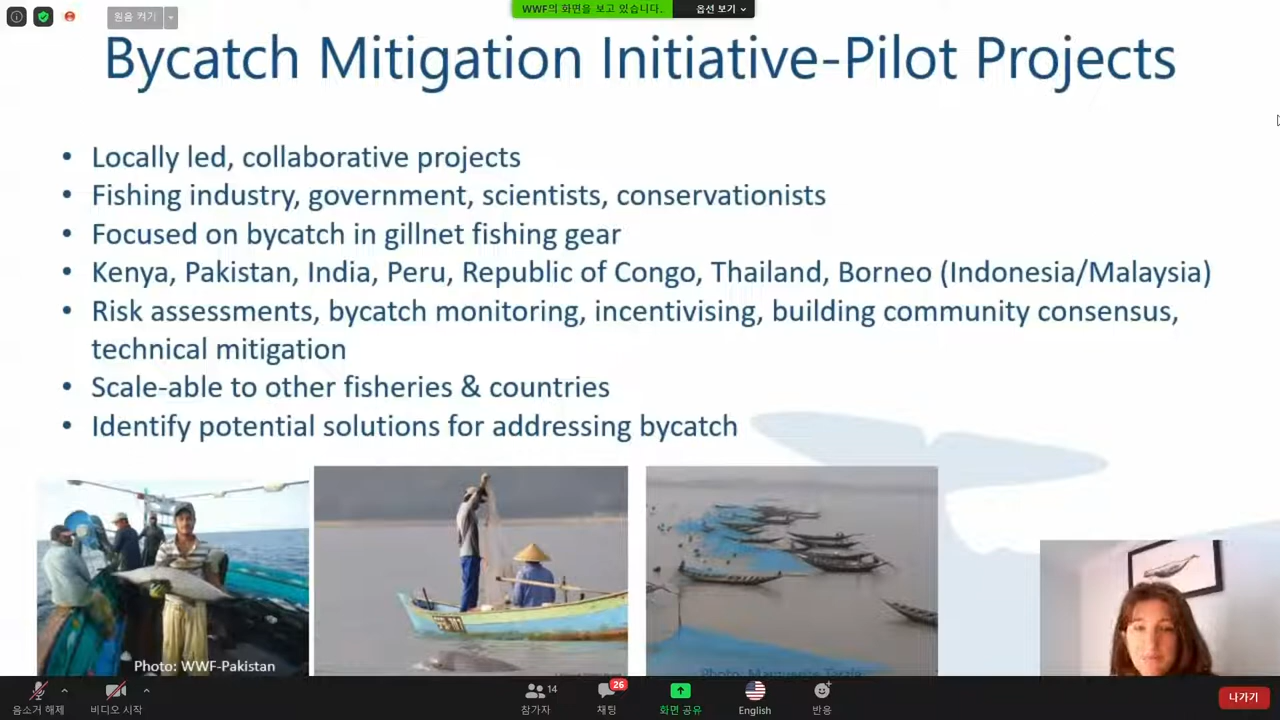 원음 켜기
WWF의 화면을 보고 있습니다.
옵션 보기
Bycatch Mitigation Initiative-Pilot Projects
• Locally led, collaborative projects
• Fishing industry, government, scientists, conservationists
• Focused on bycatch in gillnet fishing gear
• Kenya, Pakistan, India, Peru, Republic of Congo, Thailand, Borneo (Indonesia/Malaysia)
• Risk assessments, bycatch monitoring, incentivising, building community consensus,
technical mitigation
• Scale-able to other fisheries & countries
• Identify potential solutions for addressing bycatch
Photo: WWF-Pakistan
Photo:
음소거 해제
비디오 시작
14
참가자
26
채팅
화면 공유
English
반응
나가기